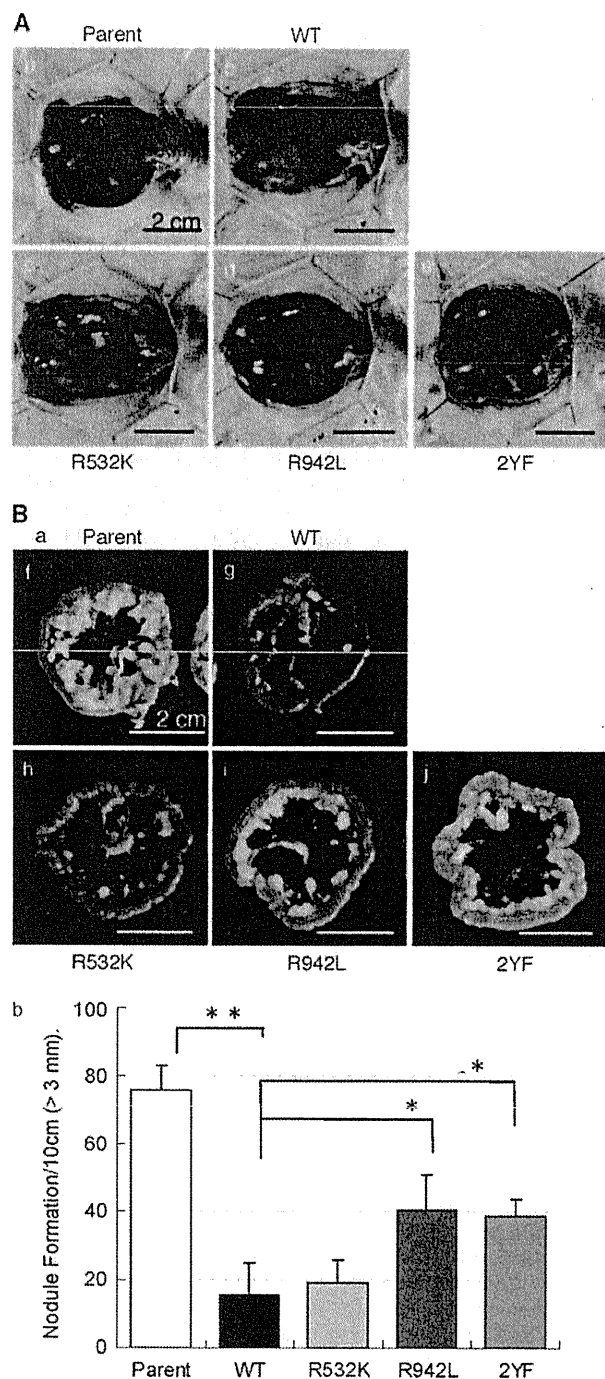 A
Parent WT
c
2 cm
d e
R532K R942L 2YF
B
a Parent WT
f g
2 cm
h i j
R532K R942L 2YF
b
Nodule Formation/10cm (> 3 mm).
100
80
60
40
20
0
* *
*
*
Parent WT R532K R942L 2YF